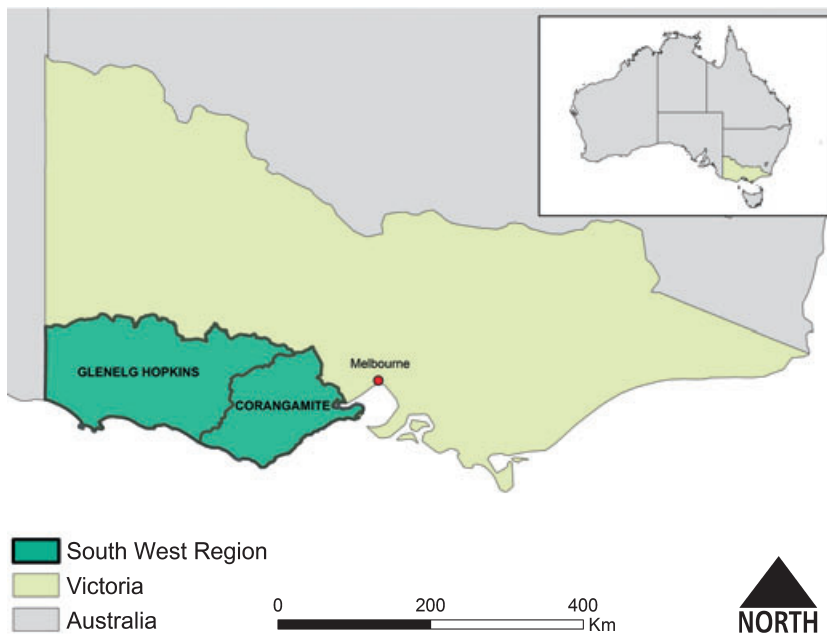 Melbourne
GLENELG HOPKINS
CORANGAMITE
South West Region
Victoria
Australia
0 200 400
Km
NORTH